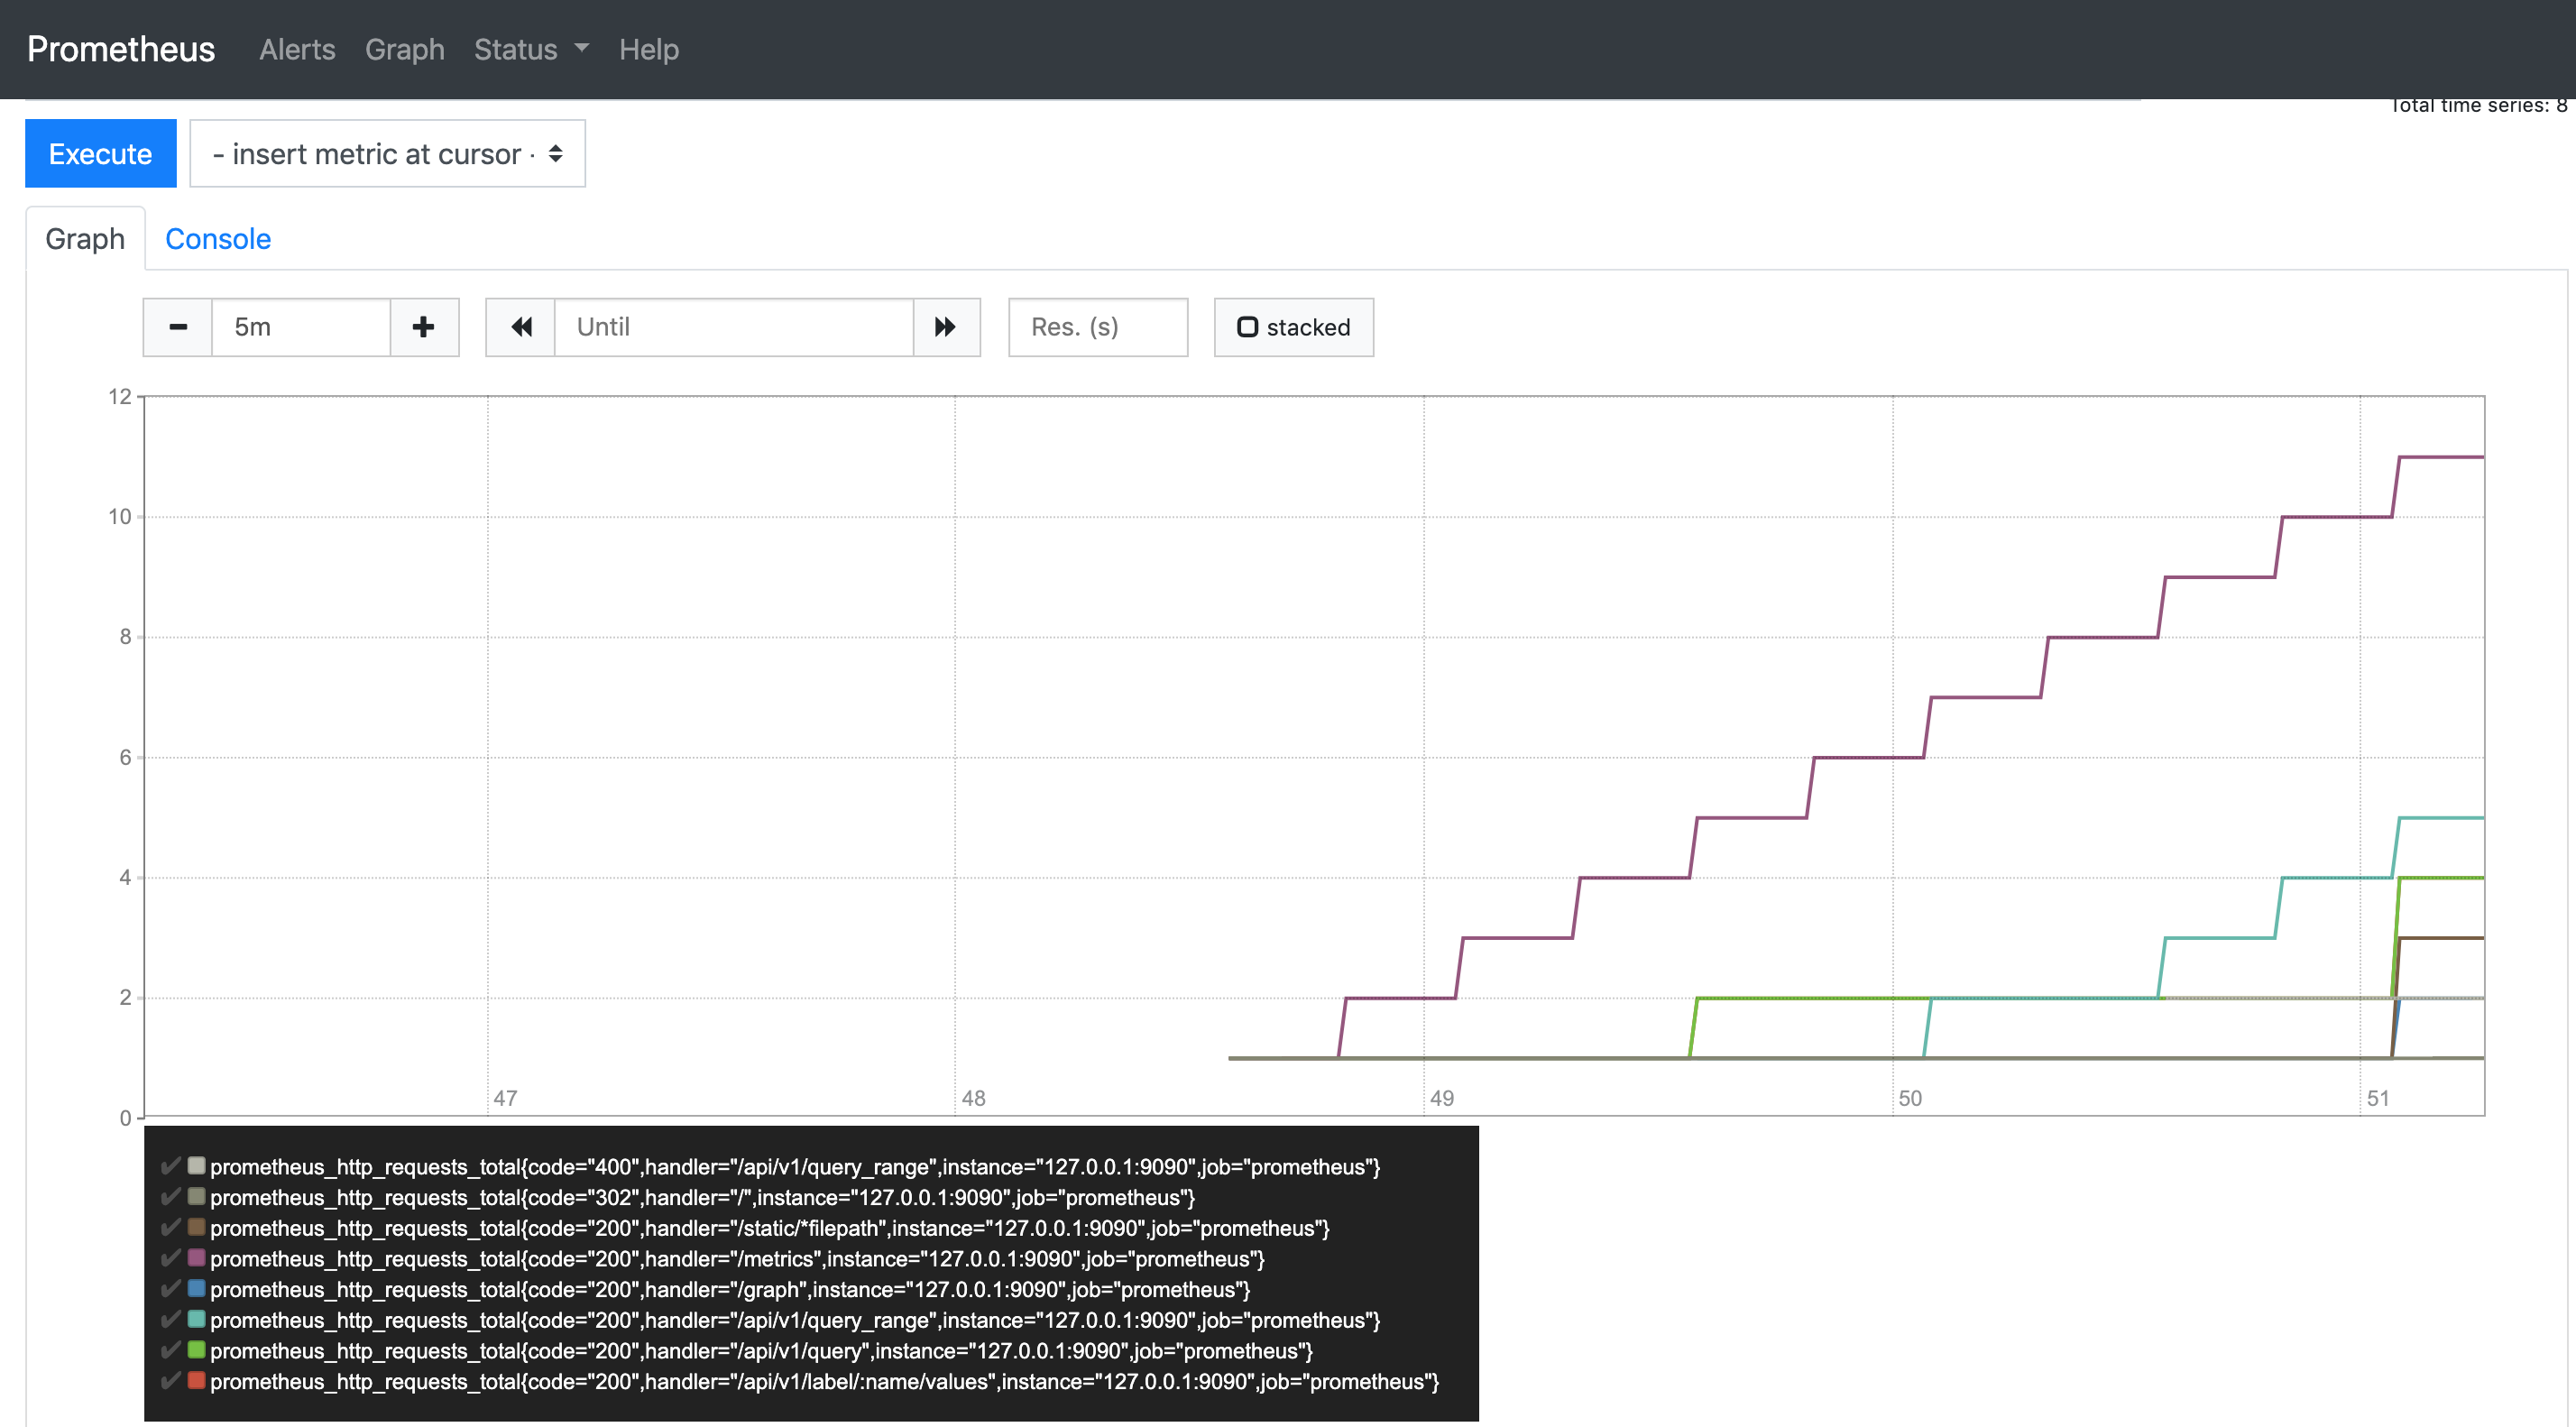 Prometheus Alerts Graph Status Help
Total time series: 8
Execute - insert metric at cursor -
Graph Console
5m Until Res. (s) stacked
12
10
8
6
4
2
0
47 48 49 50 51
prometheus_http_requests_total{code="400",handler="/api/v1/query_range",instance="127.0.0.1:9090",job="prometheus"}
prometheus_http_requests_total{code="302",handler="/",instance="127.0.0.1:9090",job="prometheus"}
prometheus_http_requests_total{code="200",handler="/static/*filepath",instance="127.0.0.1:9090",job="prometheus"}
prometheus_http_requests_total{code="200",handler="/metrics",instance="127.0.0.1:9090",job="prometheus"}
prometheus_http_requests_total{code="200",handler="/graph",instance="127.0.0.1:9090",job="prometheus"}
prometheus_http_requests_total{code="200",handler="/api/v1/query_range",instance="127.0.0.1:9090",job="prometheus"}
prometheus_http_requests_total{code="200",handler="/api/v1/query",instance="127.0.0.1:9090",job="prometheus"}
prometheus_http_requests_total{code="200",handler="/api/v1/label/:name/values",instance="127.0.0.1:9090",job="prometheus"}